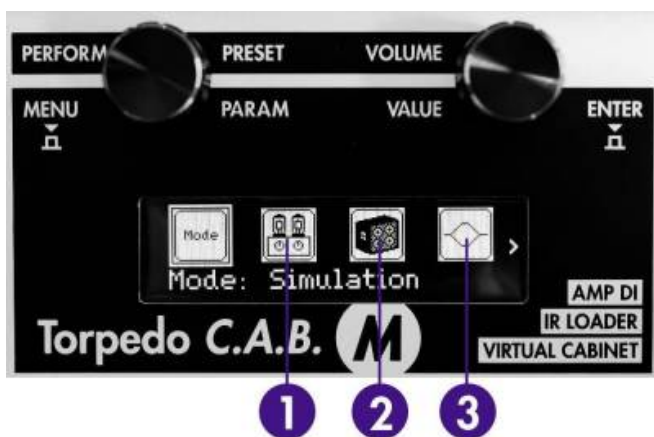 PERFORM PRESET VOLUME
MENU PARAM VALUE ENTER
Mode
Mode: Simulation
AMP DI
IR LOADER
VIRTUAL CABINET
Torpedo C.A.B. M
1 2 3